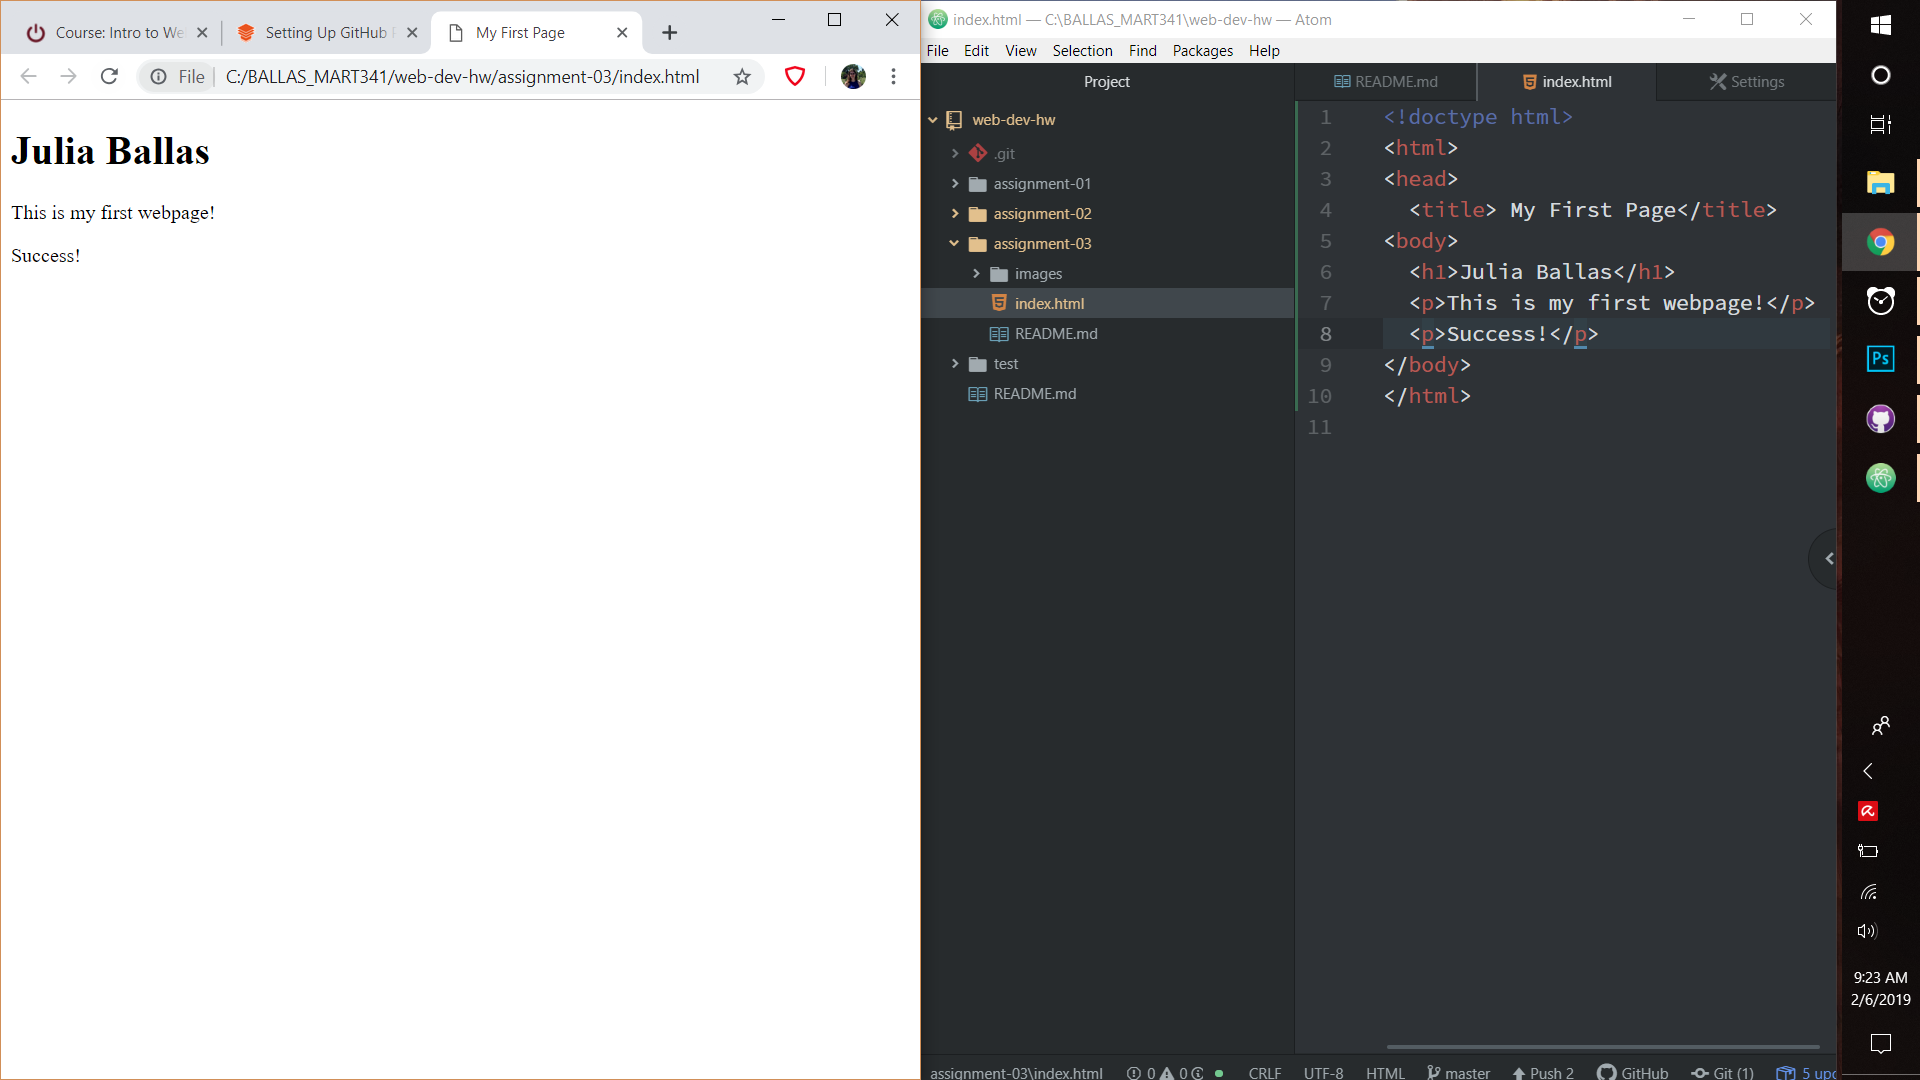 Course: Intro to We
Setting Up GitHub P
My First Page
File
C:/BALLAS_MART341/web-dev-hw/assignment-03/index.html
Julia Ballas
This is my first webpage!
Success!
index.html — C:\BALLAS_MART341\web-dev-hw — Atom
File Edit View Selection Find Packages Help
Project
web-dev-hw
.git
assignment-01
assignment-02
assignment-03
images
index.html
README.md
test
README.md
README.md
index.html
Settings
1 <!doctype html>
2 <html>
3 <head>
4 <title> My First Page</title>
5 <body>
6 <h1>Julia Ballas</h1>
7 <p>This is my first webpage!</p>
8 <p>Success!</p>
9 </body>
10 </html>
11
assignment-03\index.html 0 0 CRLF UTF-8 HTML master Push 2 GitHub Git (1) 5 upd
Ps
9:23 AM
2/6/2019